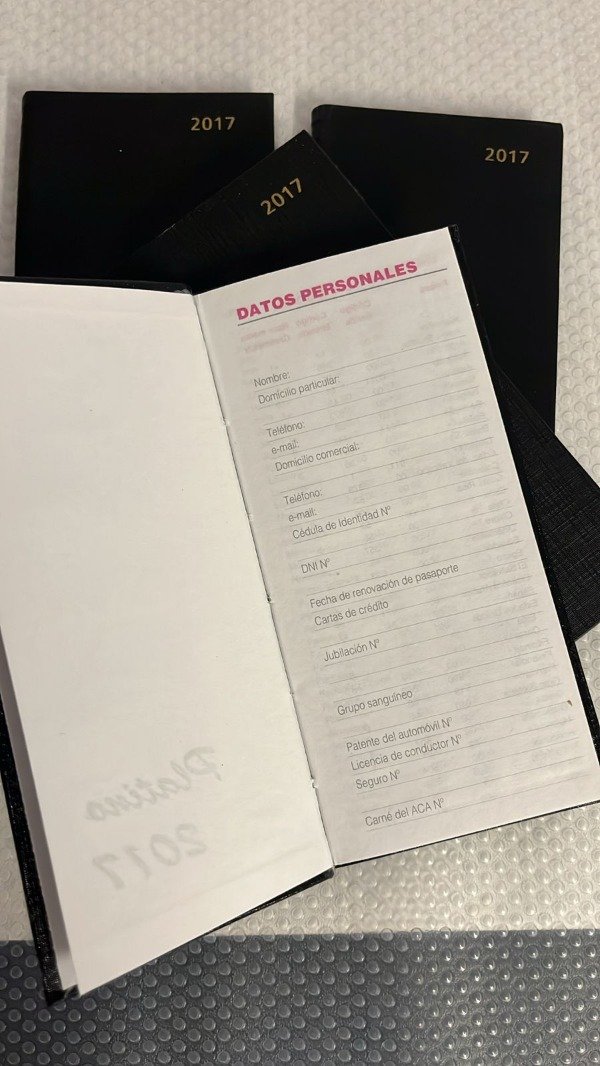 2017
2017
2017
DATOS PERSONALES
Nombre:
Domicilio particular:
Teléfono:
e-mail:
Domicilio comercial:
Teléfono:
e-mail:
Cédula de Identidad Nº
DNI Nº
Fecha de renovación de pasaporte
Cartas de crédito
Jubilación Nº
Grupo sanguíneo
Patente del automóvil Nº
Licencia de conductor Nº
Seguro Nº
Carné del ACA Nº
Platino
2017